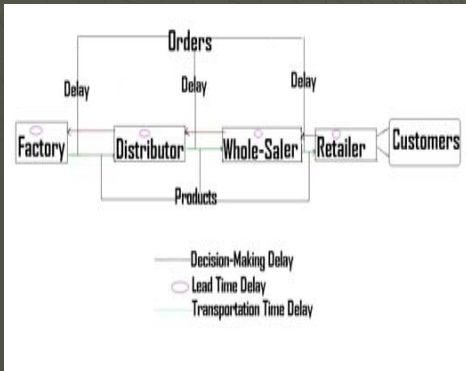 Orders
Delay
Delay
Delay
Factory
Distributor
Whole-Saler
Retailer
Customers
Products
Decision-Making Delay
Lead Time Delay
Transportation Time Delay